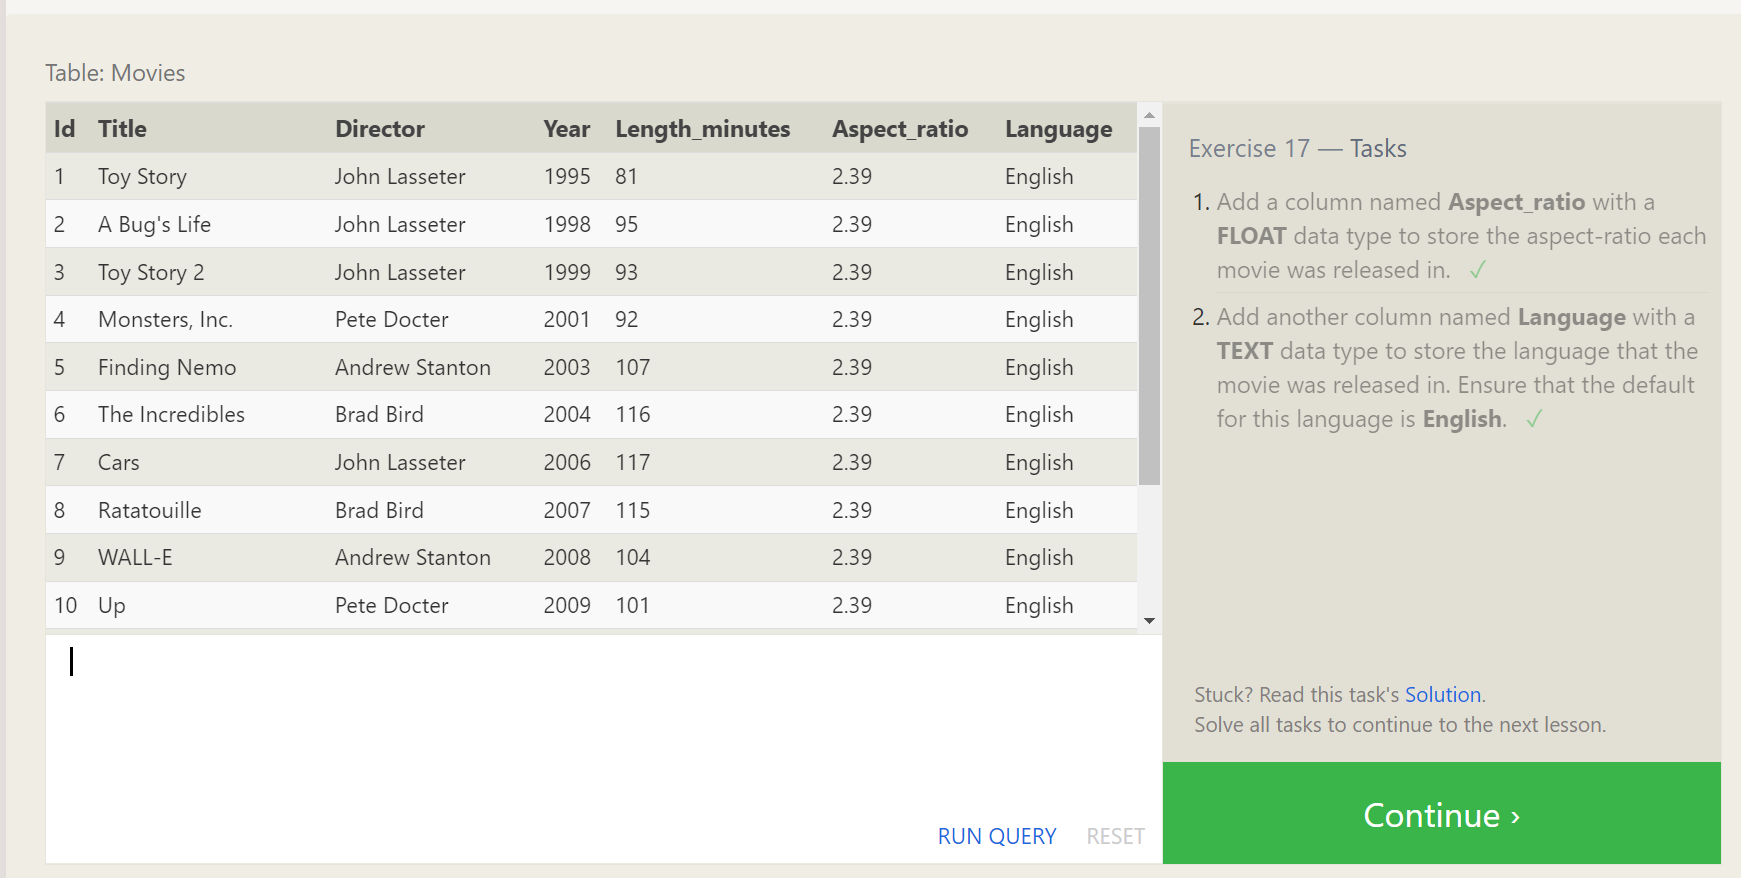 Table: Movies
Id Title Director Year Length_minutes Aspect_ratio Language
1 Toy Story John Lasseter 1995 81 2.39 English
2 A Bug's Life John Lasseter 1998 95 2.39 English
3 Toy Story 2 John Lasseter 1999 93 2.39 English
4 Monsters, Inc. Pete Docter 2001 92 2.39 English
5 Finding Nemo Andrew Stanton 2003 107 2.39 English
6 The Incredibles Brad Bird 2004 116 2.39 English
7 Cars John Lasseter 2006 117 2.39 English
8 Ratatouille Brad Bird 2007 115 2.39 English
9 WALL-E Andrew Stanton 2008 104 2.39 English
10 Up Pete Docter 2009 101 2.39 English
RUN QUERY RESET
Exercise 17 — Tasks
1. Add a column named Aspect_ratio with a
FLOAT data type to store the aspect-ratio each
movie was released in. ✓
2. Add another column named Language with a
TEXT data type to store the language that the
movie was released in. Ensure that the default
for this language is English. ✓
Stuck? Read this task's Solution.
Solve all tasks to continue to the next lesson.
Continue ›